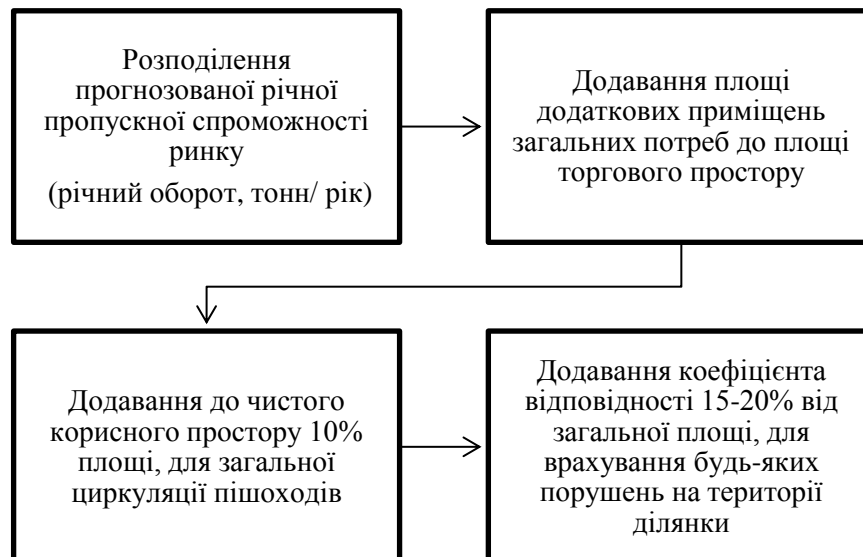 Розподілення
прогнозованої річної
пропускної спроможності
ринку
(річний оборот, тонн/ рік)
Додавання площі
додаткових приміщень
загальних потреб до площі
торгового простору
Додавання до чистого
корисного простору 10%
площі, для загальної
циркуляції пішоходів
Додавання коефіцієнта
відповідності 15-20% від
загальної площі, для
врахування будь-яких
порушень на території
ділянки